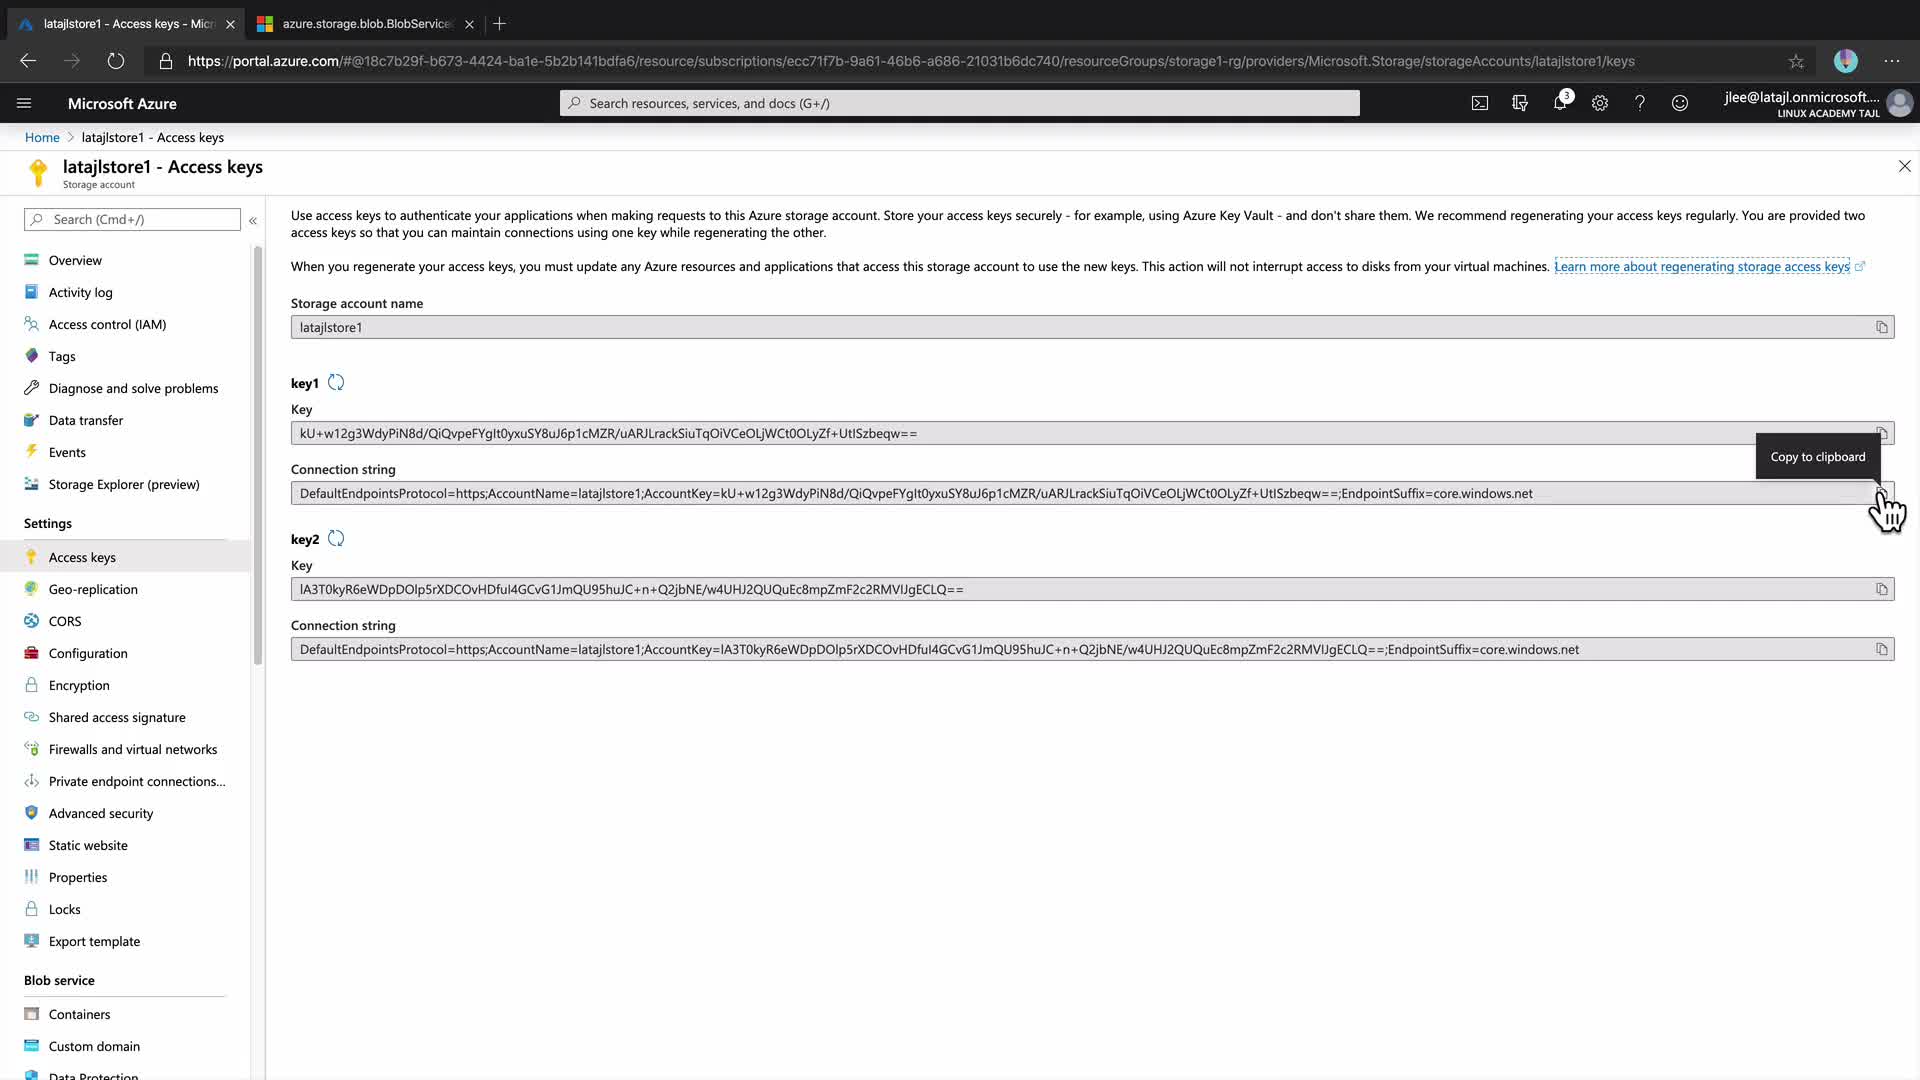 latajlstore1 - Access keys - Micr
azure.storage.blob.BlobService
https://portal.azure.com/#@18c7b29f-b673-4424-ba1e-5b2b141bdfa6/resource/subscriptions/ecc71f7b-9a61-46b6-a686-21031b6dc740/resourceGroups/storage1-rg/providers/Microsoft.Storage/storageAccounts/latajlstore1/keys
Microsoft Azure
Search resources, services, and docs (G+/)
3
jlee@latajl.onmicrosoft....
LINUX ACADEMY TAJL
Home > latajlstore1 - Access keys
latajlstore1 - Access keys
Storage account
Search (Cmd+/)
Overview
Activity log
Access control (IAM)
Tags
Diagnose and solve problems
Data transfer
Events
Storage Explorer (preview)
Settings
Access keys
Geo-replication
CORS
Configuration
Encryption
Shared access signature
Firewalls and virtual networks
Private endpoint connections...
Advanced security
Static website
Properties
Locks
Export template
Blob service
Containers
Custom domain
Data Protection
Use access keys to authenticate your applications when making requests to this Azure storage account. Store your access keys securely - for example, using Azure Key Vault - and don't share them. We recommend regenerating your access keys regularly. You are provided two
access keys so that you can maintain connections using one key while regenerating the other.
When you regenerate your access keys, you must update any Azure resources and applications that access this storage account to use the new keys. This action will not interrupt access to disks from your virtual machines. Learn more about regenerating storage access keys
Storage account name
latajlstore1
key1
Key
kU+w12g3WdyPiN8d/QiQvpeFYgIt0yxuSY8uJ6p1cMZR/uARJLrackSiuTqOiVCeOLjWCt0OLyZf+UtISzbeqw==
Copy to clipboard
Connection string
DefaultEndpointsProtocol=https;AccountName=latajlstore1;AccountKey=kU+w12g3WdyPiN8d/QiQvpeFYgIt0yxuSY8uJ6p1cMZR/uARJLrackSiuTqOiVCeOLjWCt0OLyZf+UtISzbeqw==;EndpointSuffix=core.windows.net
key2
Key
lA3T0kyR6eWDpDOlp5rXDCOvHDfuI4GCvG1JmQU95huJC+n+Q2jbNE/w4UHJ2QUQuEc8mpZmF2c2RMVIJgECLQ==
Connection string
DefaultEndpointsProtocol=https;AccountName=latajlstore1;AccountKey=lA3T0kyR6eWDpDOlp5rXDCOvHDfuI4GCvG1JmQU95huJC+n+Q2jbNE/w4UHJ2QUQuEc8mpZmF2c2RMVIJgECLQ==;EndpointSuffix=core.windows.net